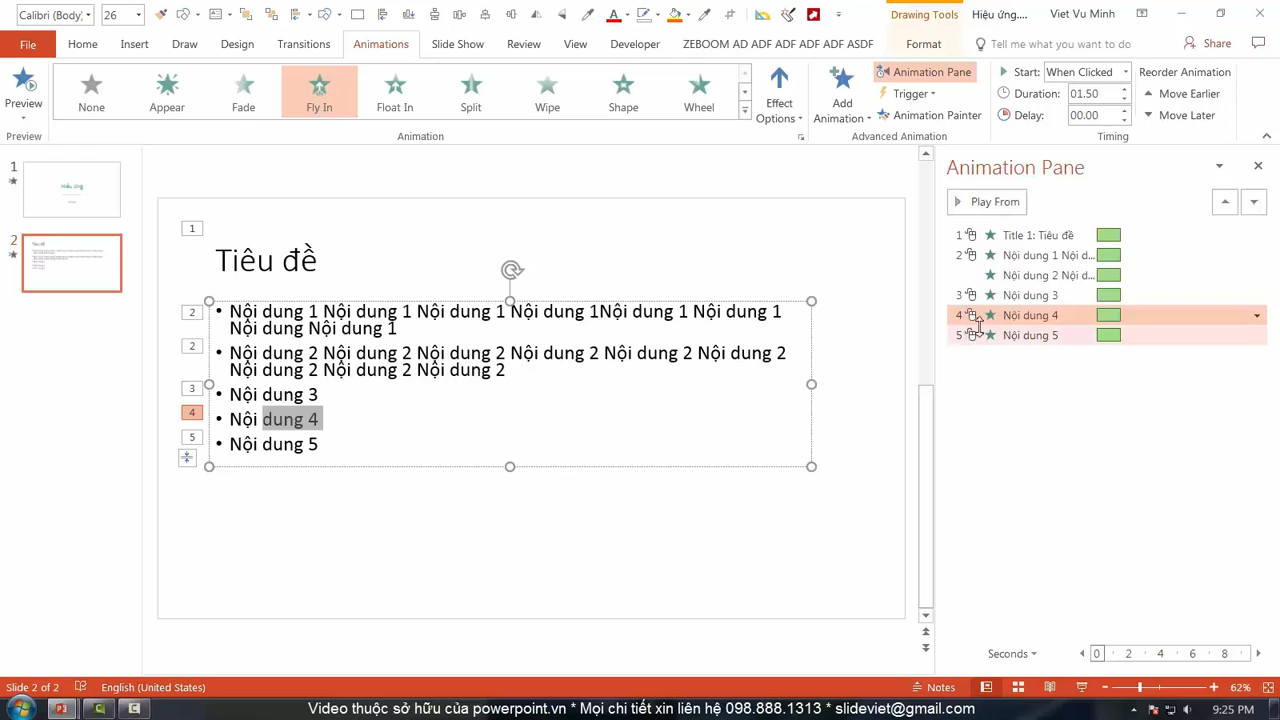 Calibri (Body) 26 Drawing Tools Hiệu ứng.... Viet Vu Minh
File Home Insert Draw Design Transitions Animations Slide Show Review View Developer ZEBOOM AD ADF ADF ADF ADF ASDF Format Tell me what you want to do Share
Preview None Appear Fade Fly In Float In Split Wipe Shape Wheel Effect Options Add Animation
Animation Pane
Trigger
Animation Painter
Start: When Clicked
Duration: 01.50
Delay: 00.00
Reorder Animation
Move Earlier
Move Later
Preview Animation Advanced Animation Timing
1
Hiệu ứng
2
1
Tiêu đề
2
• Nội dung 1 Nội dung 1 Nội dung 1 Nội dung 1Nội dung 1 Nội dung 1
Nội dung Nội dung 1
2
• Nội dung 2 Nội dung 2 Nội dung 2 Nội dung 2 Nội dung 2 Nội dung 2
Nội dung 2 Nội dung 2 Nội dung 2
3
• Nội dung 3
4
• Nội dung 4
5
• Nội dung 5
Animation Pane
Play From
1 Title 1: Tiêu đề
2 Nội dung 1 Nội d...
Nội dung 2 Nội d...
3 Nội dung 3
4 Nội dung 4
5 Nội dung 5
Seconds 0 2 4 6 8
Slide 2 of 2 English (United States) Notes 62%
Video thuộc sở hữu của powerpoint.vn * Mọi chi tiết xin liên hệ 098.888.1313 * slideviet@gmail.com
9:25 PM